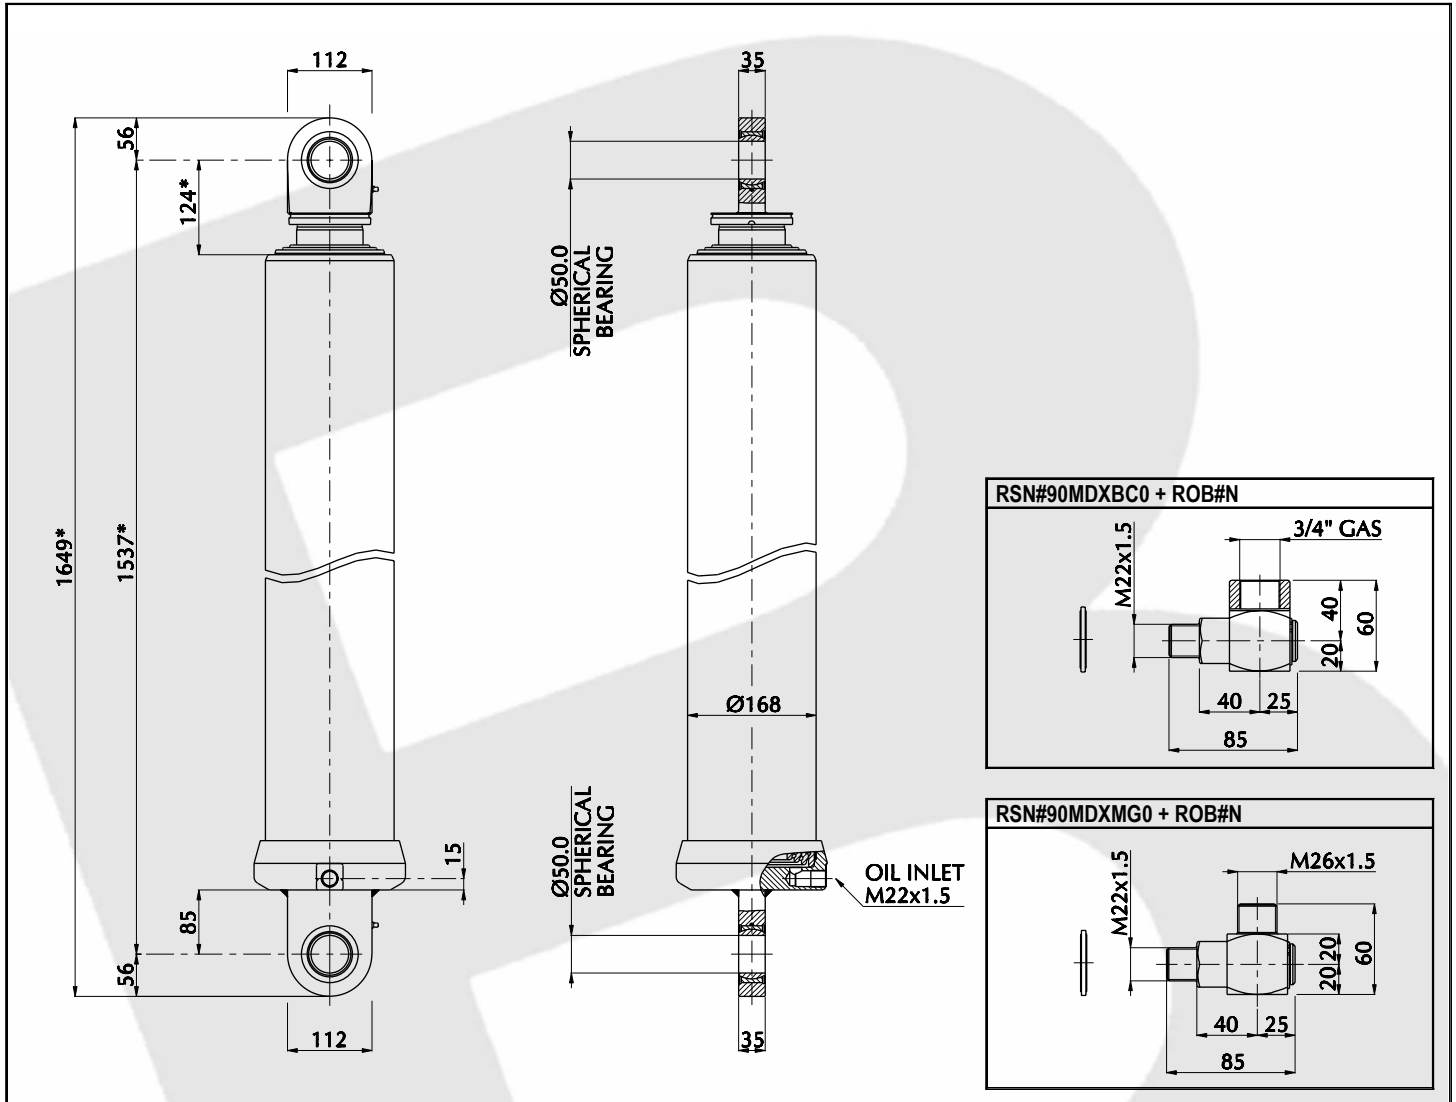 112
35
56
124*
1649*
1537*
Ø50.0
SPHERICAL
BEARING
Ø168
15
85
56
112
Ø50.0
SPHERICAL
BEARING
OIL INLET
M22x1.5
35
RSN#90MDXBC0 + ROB#N
3/4" GAS
M22x1.5
40
60
20
40
25
85
RSN#90MDXMG0 + ROB#N
M26x1.5
M22x1.5
20
60
20
40
25
85